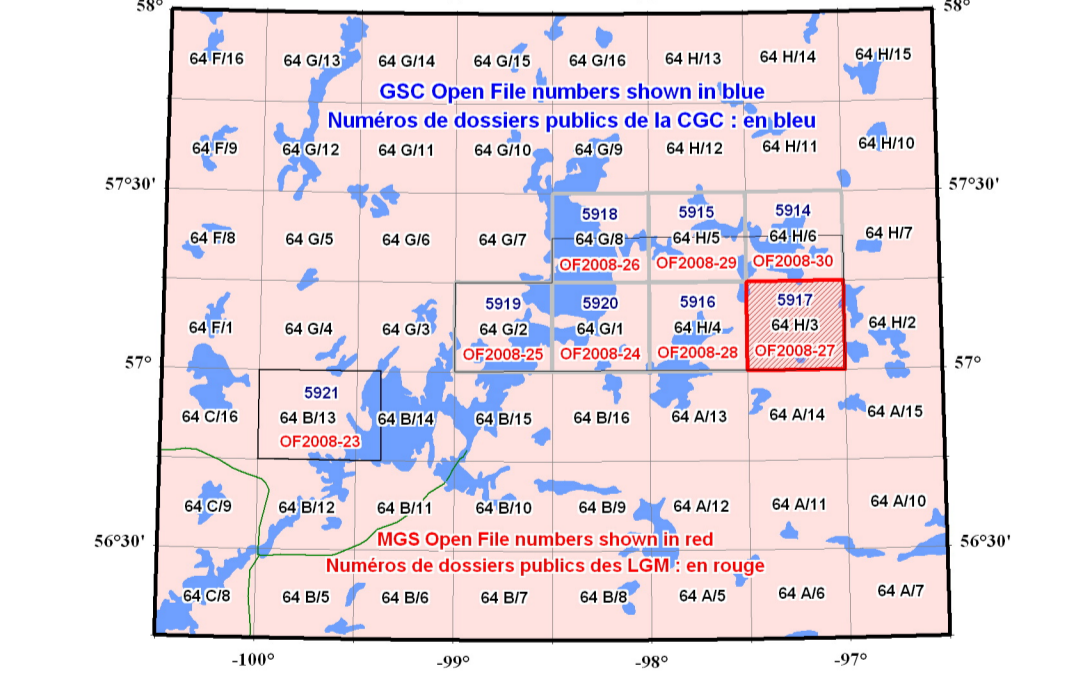 58°
58°
64 F/16
64 G/13
64 G/14
64 G/15
64 G/16
64 H/13
64 H/14
64 H/15
GSC Open File numbers shown in blue
Numéros de dossiers publics de la CGC : en bleu
64 F/9
64 G/12
64 G/11
64 G/10
64 G/9
64 H/12
64 H/11
64 H/10
57°30'
57°30'
5918
5915
5914
64 F/8
64 G/5
64 G/6
64 G/7
64 G/8
64 H/5
64 H/6
64 H/7
OF2008-26
OF2008-29
OF2008-30
5919
5920
5916
5917
64 F/1
64 G/4
64 G/3
64 G/2
64 G/1
64 H/4
64 H/3
64 H/2
OF2008-25
OF2008-24
OF2008-28
OF2008-27
57°
57°
5921
64 C/16
64 B/13
64 B/14
64 B/15
64 B/16
64 A/13
64 A/14
64 A/15
OF2008-23
64 C/9
64 B/12
64 B/11
64 B/10
64 B/9
64 A/12
64 A/11
64 A/10
56°30'
56°30'
MGS Open File numbers shown in red
Numéros de dossiers publics des LGM : en rouge
64 C/8
64 B/5
64 B/6
64 B/7
64 B/8
64 A/5
64 A/6
64 A/7
-100°
-99°
-98°
-97°